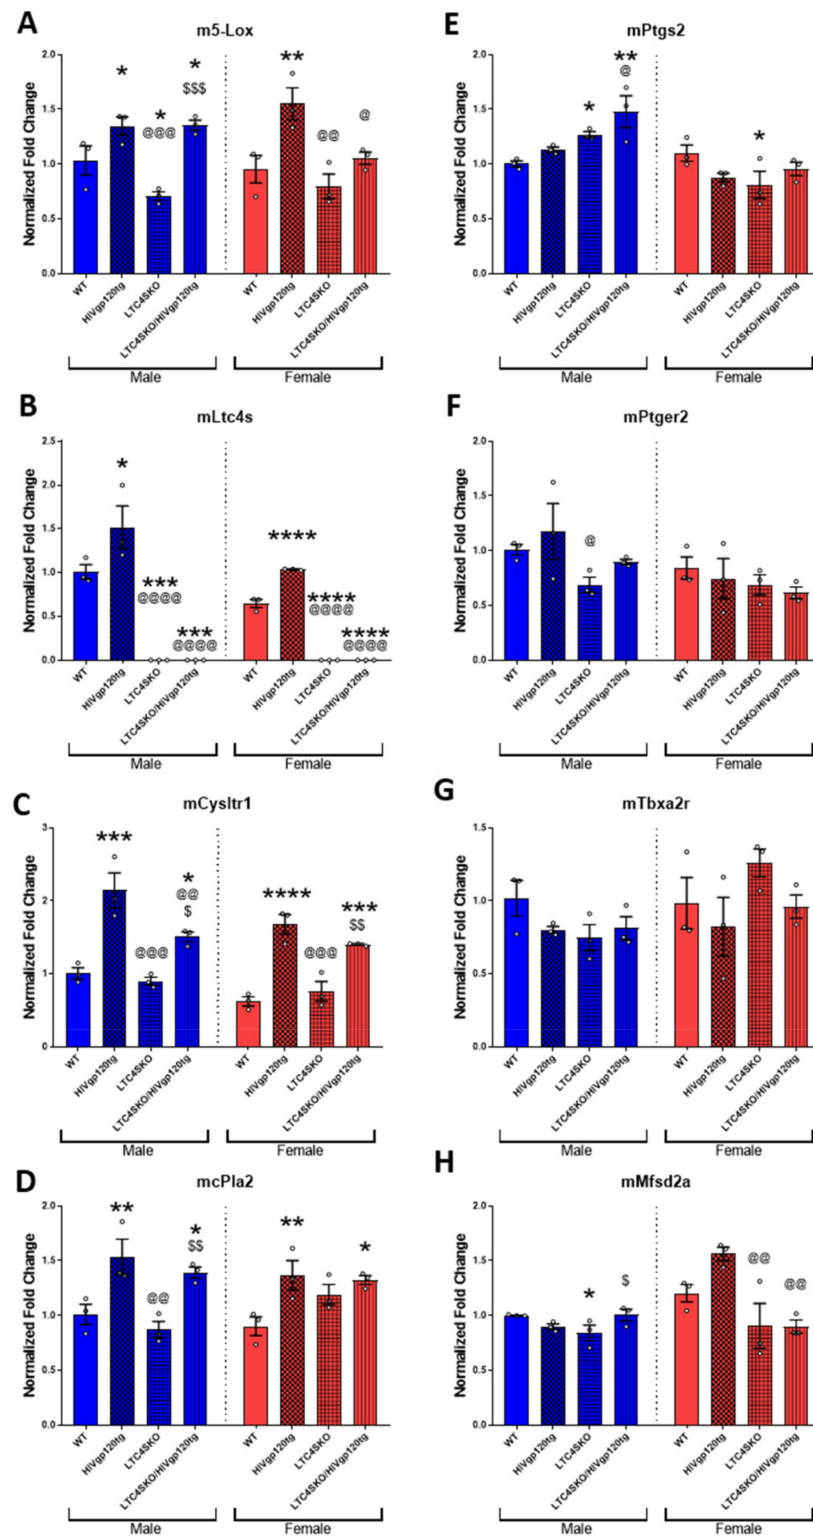 A
m5-Lox
Normalized Fold Change
2.0
1.5
1.0
0.5
0.0
*
*
@@@
*
$$$
**
@@
@
WT
HIVgp120tg
LTC4SKO
LTC4SKO/HIVgp120tg
WT
HIVgp120tg
LTC4SKO
LTC4SKO/HIVgp120tg
Male
Female
B
mLtc4s
Normalized Fold Change
2.5
2.0
1.5
1.0
0.5
0.0
*
***
@@@@
***
@@@@
****
****
@@@@
****
@@@@
WT
HIVgp120tg
LTC4SKO
LTC4SKO/HIVgp120tg
WT
HIVgp120tg
LTC4SKO
LTC4SKO/HIVgp120tg
Male
Female
C
mCysltr1
Normalized Fold Change
3
2
1
0
***
@@@
*
@@
$
****
@@@
***
$$
WT
HIVgp120tg
LTC4SKO
LTC4SKO/HIVgp120tg
WT
HIVgp120tg
LTC4SKO
LTC4SKO/HIVgp120tg
Male
Female
D
mcPla2
Normalized Fold Change
2.0
1.5
1.0
0.5
0.0
**
@@
*
$$
**
*
WT
HIVgp120tg
LTC4SKO
LTC4SKO/HIVgp120tg
WT
HIVgp120tg
LTC4SKO
LTC4SKO/HIVgp120tg
Male
Female
E
mPtgs2
Normalized Fold Change
2.0
1.5
1.0
0.5
0.0
*
**
@
*
WT
HIVgp120tg
LTC4SKO
LTC4SKO/HIVgp120tg
WT
HIVgp120tg
LTC4SKO
LTC4SKO/HIVgp120tg
Male
Female
F
mPtger2
Normalized Fold Change
2.0
1.5
1.0
0.5
0.0
@
WT
HIVgp120tg
LTC4SKO
LTC4SKO/HIVgp120tg
WT
HIVgp120tg
LTC4SKO
LTC4SKO/HIVgp120tg
Male
Female
G
mTbxa2r
Normalized Fold Change
1.5
1.0
0.5
0.0
WT
HIVgp120tg
LTC4SKO
LTC4SKO/HIVgp120tg
WT
HIVgp120tg
LTC4SKO
LTC4SKO/HIVgp120tg
Male
Female
H
mMfsd2a
Normalized Fold Change
2.0
1.5
1.0
0.5
0.0
*
$
@@
@@
WT
HIVgp120tg
LTC4SKO
LTC4SKO/HIVgp120tg
WT
HIVgp120tg
LTC4SKO
LTC4SKO/HIVgp120tg
Male
Female